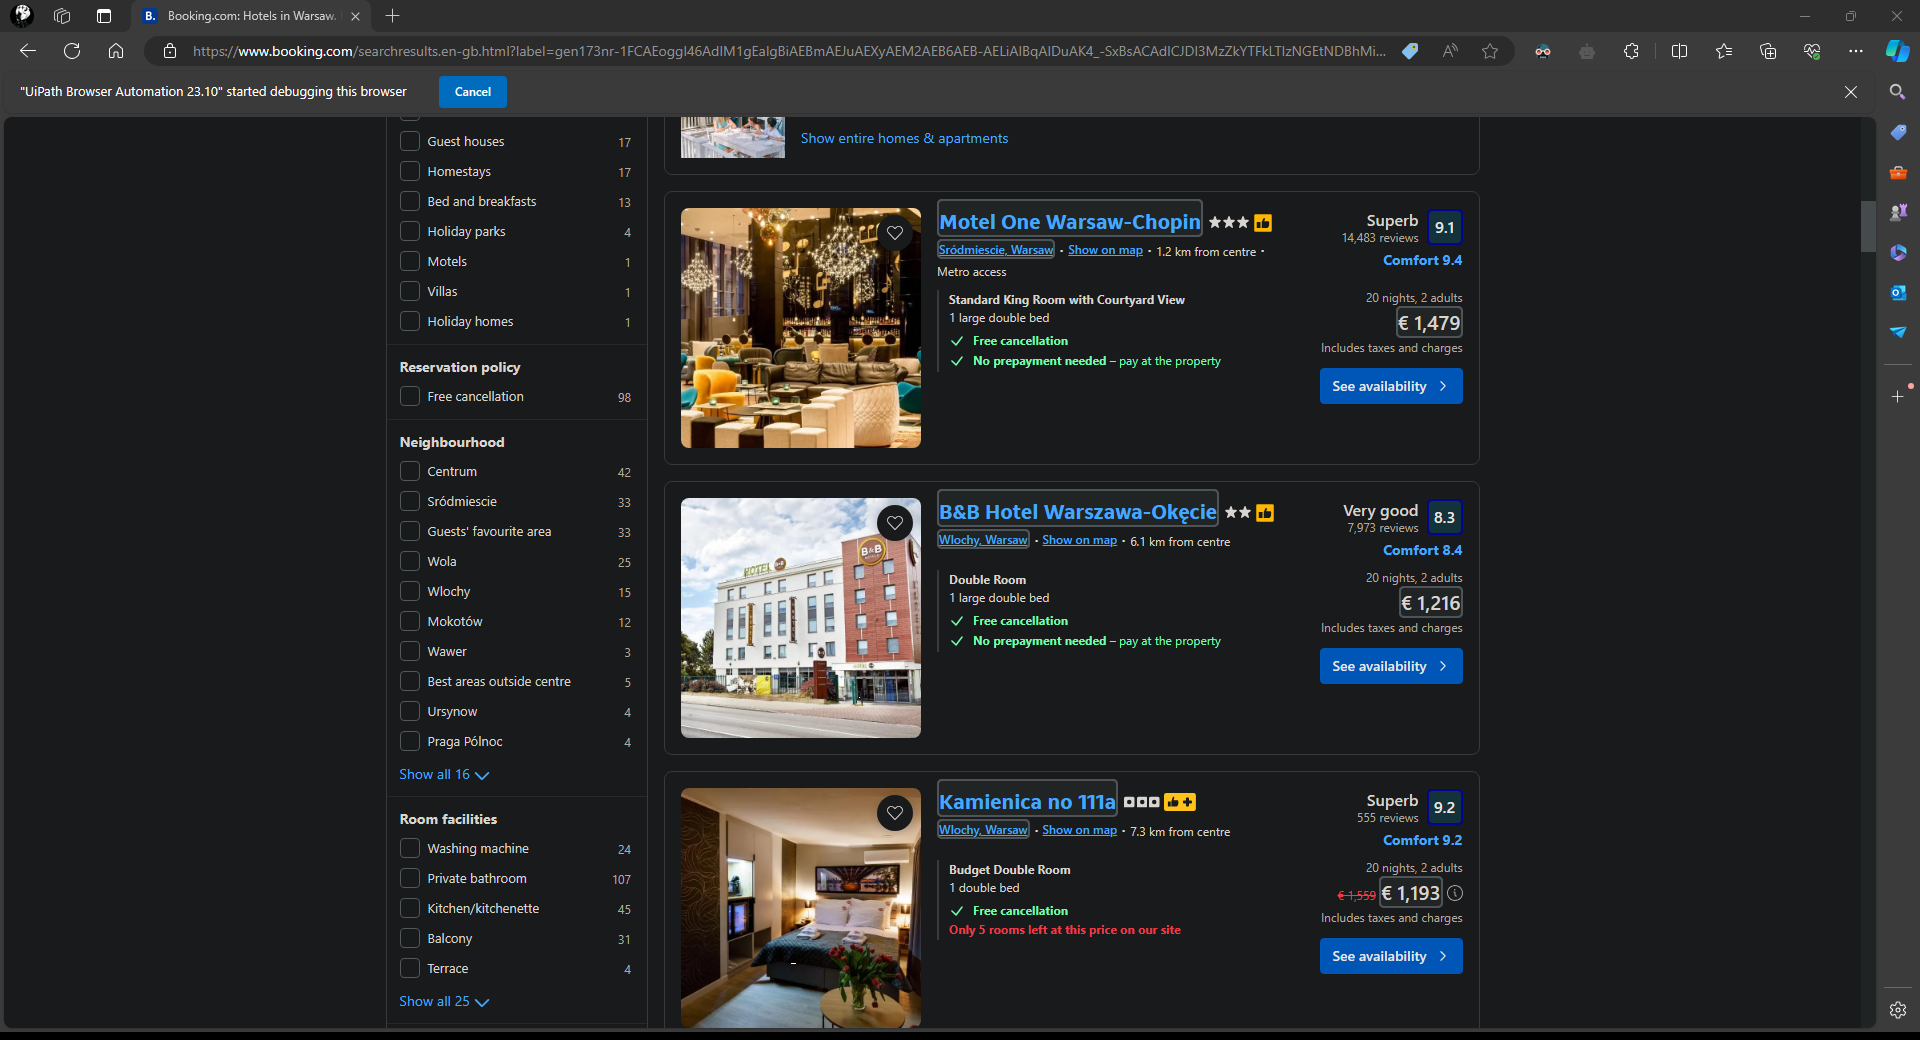 Booking.com: Hotels in Warsaw.
https://www.booking.com/searchresults.en-gb.html?label=gen173nr-1FCAEoggI46AdIM1gEaIgBiAEBmAEJuAEXyAEM2AEB6AEB-AELiAIBqAIDuAK4_-SxBsACAdICJDI3MzZkYTFkLTIzNGEtNDBhMi...
"UiPath Browser Automation 23.10" started debugging this browser
Cancel
Guest houses 17
Homestays 17
Bed and breakfasts 13
Holiday parks 4
Motels 1
Villas 1
Holiday homes 1
Reservation policy
Free cancellation 98
Neighbourhood
Centrum 42
Sródmiescie 33
Guests' favourite area 33
Wola 25
Wlochy 15
Mokotów 12
Wawer 3
Best areas outside centre 5
Ursynow 4
Praga Pólnoc 4
Show all 16
Room facilities
Washing machine 24
Private bathroom 107
Kitchen/kitchenette 45
Balcony 31
Terrace 4
Show all 25
Show entire homes & apartments
Motel One Warsaw-Chopin
Sródmiescie, Warsaw · Show on map · 1.2 km from centre ·
Metro access
Standard King Room with Courtyard View
1 large double bed
Free cancellation
No prepayment needed – pay at the property
Superb 9.1
14,483 reviews
Comfort 9.4
20 nights, 2 adults
€ 1,479
Includes taxes and charges
See availability
B&B Hotel Warszawa-Okęcie
Wlochy, Warsaw · Show on map · 6.1 km from centre
Double Room
1 large double bed
Free cancellation
No prepayment needed – pay at the property
HOTEL
B&B
Very good 8.3
7,973 reviews
Comfort 8.4
20 nights, 2 adults
€ 1,216
Includes taxes and charges
See availability
Kamienica no 111a
Wlochy, Warsaw · Show on map · 7.3 km from centre
Budget Double Room
1 double bed
Free cancellation
Only 5 rooms left at this price on our site
Superb 9.2
555 reviews
Comfort 9.2
20 nights, 2 adults
€ 1,559 € 1,193
Includes taxes and charges
See availability